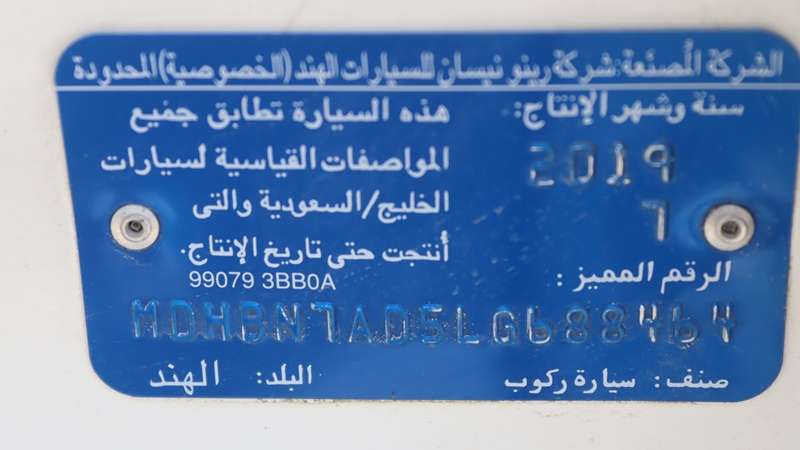 الشركة المُصنعة: شركة رينو نيسان للسيارات الهند (الخصوصية) المحدودة
سنة وشهر الإنتاج:
2019
7
هذه السيارة تطابق جميع
المواصفات القياسية لسيارات
الخليج/السعودية والتى
أنتجت حتى تاريخ الإنتاج.
99079 3BB0A
الرقم المميز :
MDHBN7AD5LG688464
صنف: سيارة ركوب
البلد: الهند